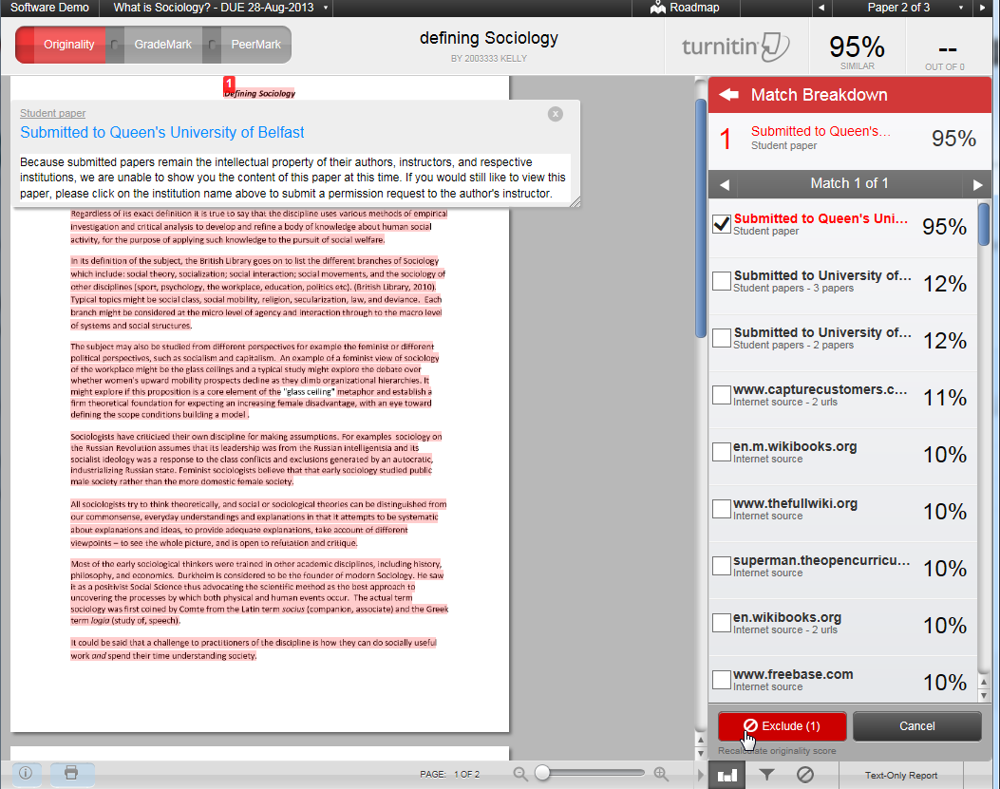 Software Demo
What is Sociology? - DUE 28-Aug-2013
Roadmap
Paper 2 of 3
Originality
GradeMark
PeerMark
defining Sociology
BY 2003333 KELLY
turnitin
95%
SIMILAR
--
OUT OF 0
1
Defining Sociology
Student paper
Submitted to Queen's University of Belfast
Because submitted papers remain the intellectual property of their authors, instructors, and respective
institutions, we are unable to show you the content of this paper at this time. If you would still like to view this
paper, please click on the institution name above to submit a permission request to the author's instructor.
Regardless of its exact definition it is true to say that the discipline uses various methods of empirical
investigation and critical analysis to develop and refine a body of knowledge about human social
activity, for the purpose of applying such knowledge to the pursuit of social welfare.
In its definition of the subject, the British Library goes on to list the different branches of Sociology
which include: social theory, socialization; social interaction; social movements, and the sociology of
other disciplines (sport, psychology, the workplace, education, politics etc). (British Library, 2010).
Typical topics might be social class, social mobility, religion, secularization, law, and deviance. Each
branch might be considered at the micro level of agency and interaction through to the macro level
of systems and social structures.
The subject may also be studied from different perspectives for example the feminist or different
political perspectives, such as socialism and capitalism. An example of a feminist view of sociology
of the workplace might be the glass ceilings and a typical study might explore the debate over
whether women's upward mobility prospects decline as they climb organizational hierarchies. It
might explore if this proposition is a core element of the "glass ceiling" metaphor and establish a
firm theoretical foundation for expecting an increasing female disadvantage, with an eye toward
defining the scope conditions building a model .
Sociologists have criticized their own discipline for making assumptions. For examples sociology on
the Russian Revolution assumes that its leadership was from the Russian intelligentsia and its
socialist ideology was a response to the class conflicts and exclusions generated by an autocratic,
industrializing Russian state. Feminist sociologists believe that that early sociology studied public
male society rather than the more domestic female society.
All sociologists try to think theoretically, and social or sociological theories can be distinguished from
our commonsense, everyday understandings and explanations in that it attempts to be systematic
about explanations and ideas, to provide adequate explanations, take account of different
viewpoints – to see the whole picture, and is open to refutation and critique.
Most of the early sociological thinkers were trained in other academic disciplines, including history,
philosophy, and economics. Durkheim is considered to be the founder of modern Sociology. He saw
it as a positivist Social Science thus advocating the scientific method as the best approach to
uncovering the processes by which both physical and human events occur. The actual term
sociology was first coined by Comte from the Latin term socius (companion, associate) and the Greek
term logia (study of, speech).
It could be said that a challenge to practitioners of the discipline is how they can do socially useful
work and spend their time understanding society.
Match Breakdown
1
Submitted to Queen's...
Student paper
95%
Match 1 of 1
Submitted to Queen's Uni...
Student paper
95%
Submitted to University of...
Student papers - 3 papers
12%
Submitted to University of...
Student papers - 2 papers
12%
www.capturecustomers.c...
Internet source - 2 urls
11%
en.m.wikibooks.org
Internet source
10%
www.thefullwiki.org
Internet source
10%
superman.theopencurricu...
Internet source
10%
en.wikibooks.org
Internet source - 2 urls
10%
www.freebase.com
Internet source
10%
Exclude (1)
Cancel
Recalculate originality score
PAGE: 1 OF 2
Text-Only Report